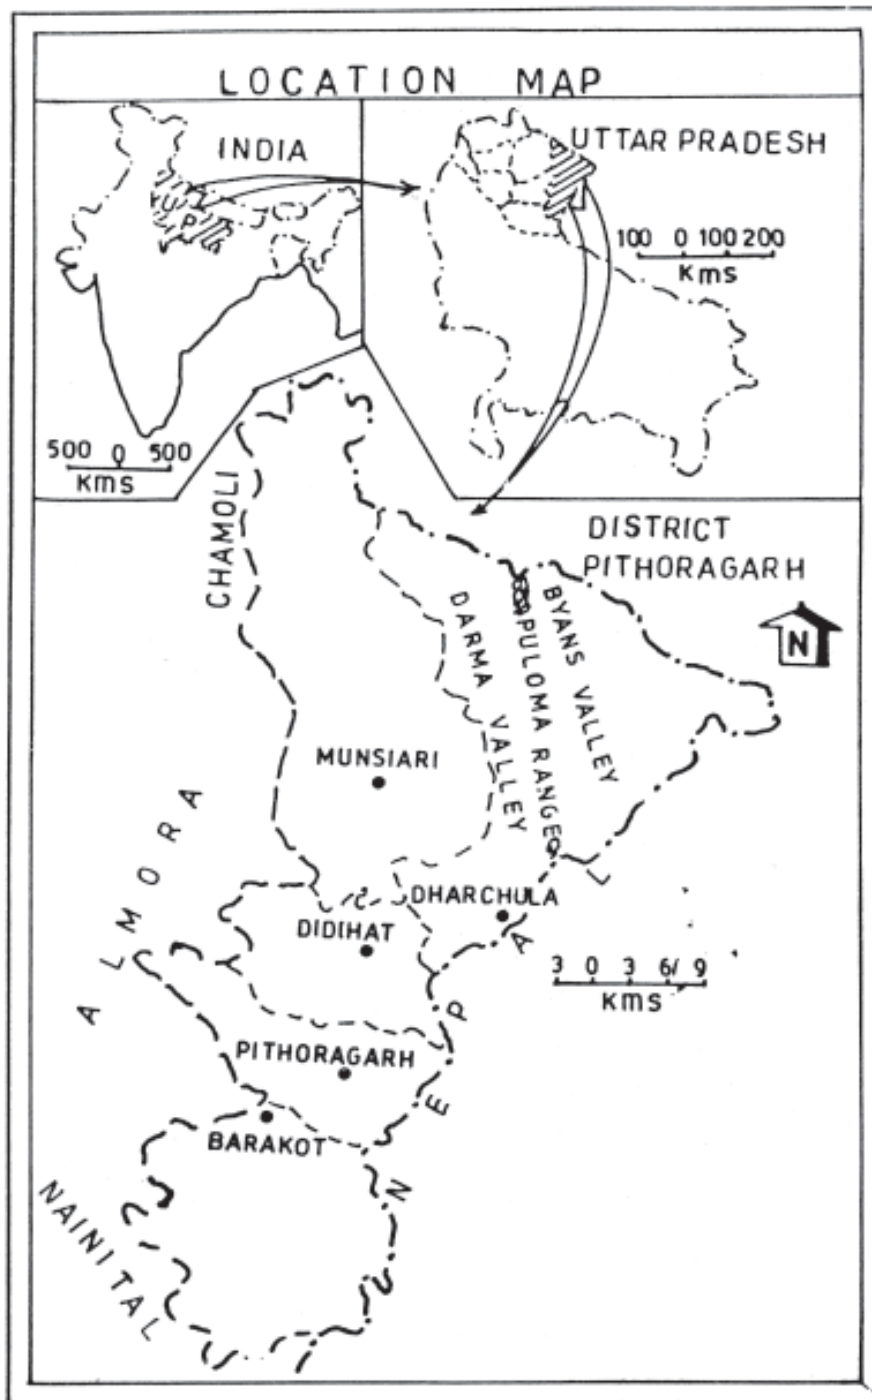 LOCATION MAP
INDIA
U
P
500 0 500
KMS
UTTAR PRADESH
100 0 100 200
KMS
DISTRICT
PITHORAGARH
N
CHAMOLI
DARMA VALLEY
PULOMA RANGE
BYANS VALLEY
MUNSIARI
ALMORA
DHARCHULA
DIDIHAT
3 0 3 6 9
KMS
PITHORAGARH
BARAKOT
NEPAL
NAINITAL